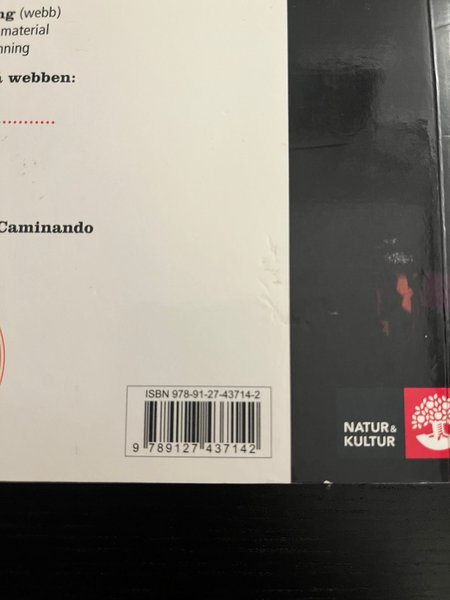 ng (webb)
material
nning
å webben:
Caminando
ISBN 978-91-27-43714-2
9 789127 437142
NATUR&
KULTUR